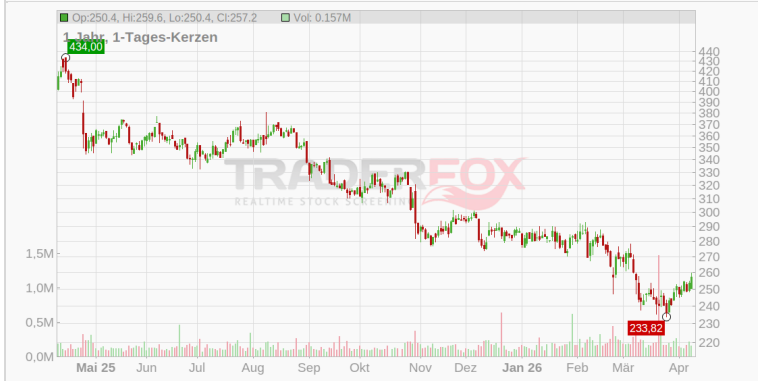 Op:250.4, Hi:259.6, Lo:250.4, Cl:257.2 Vol: 0.157M
1 Jahr, 1-Tages-Kerzen
434,00
440
430
420
410
400
390
380
370
360
350
340
330
320
310
300
290
280
270
260
250
240
230
220
TRADERFOX
REALTIME STOCK SCREENING
1,5M
1,0M
0,5M
0,0M
233,82
Mai 25 Jun Jul Aug Sep Okt Nov Dez Jan 26 Feb Mär Apr